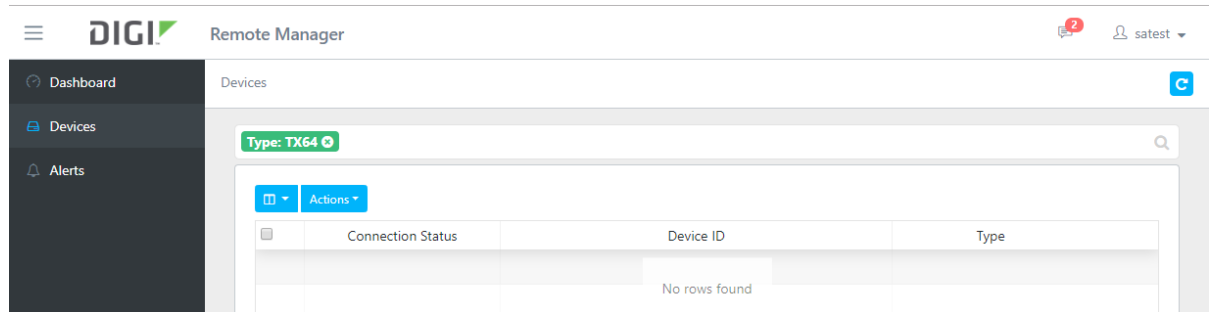 DIGI Remote Manager 2 satest
Dashboard
Devices
Devices
Alerts
Type: TX64
Actions
Connection Status Device ID Type
No rows found